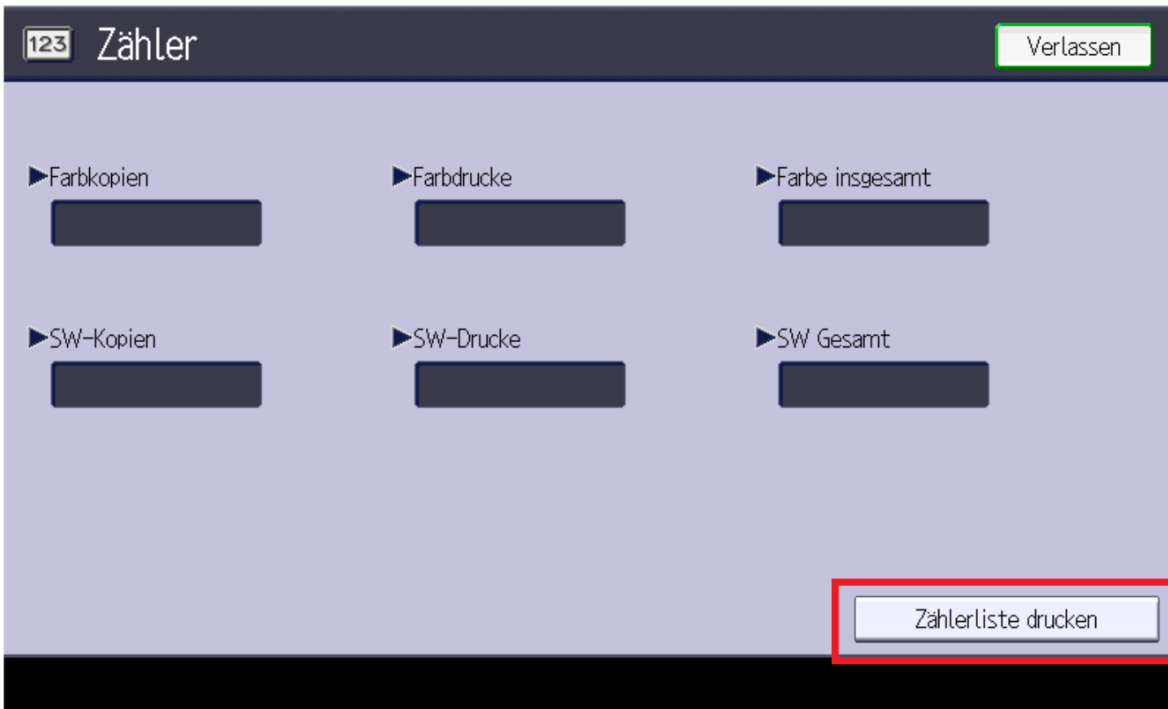 123 Zähler
Verlassen
►Farbkopien ►Farbdrucke ►Farbe insgesamt
►SW-Kopien ►SW-Drucke ►SW Gesamt
Zählerliste drucken